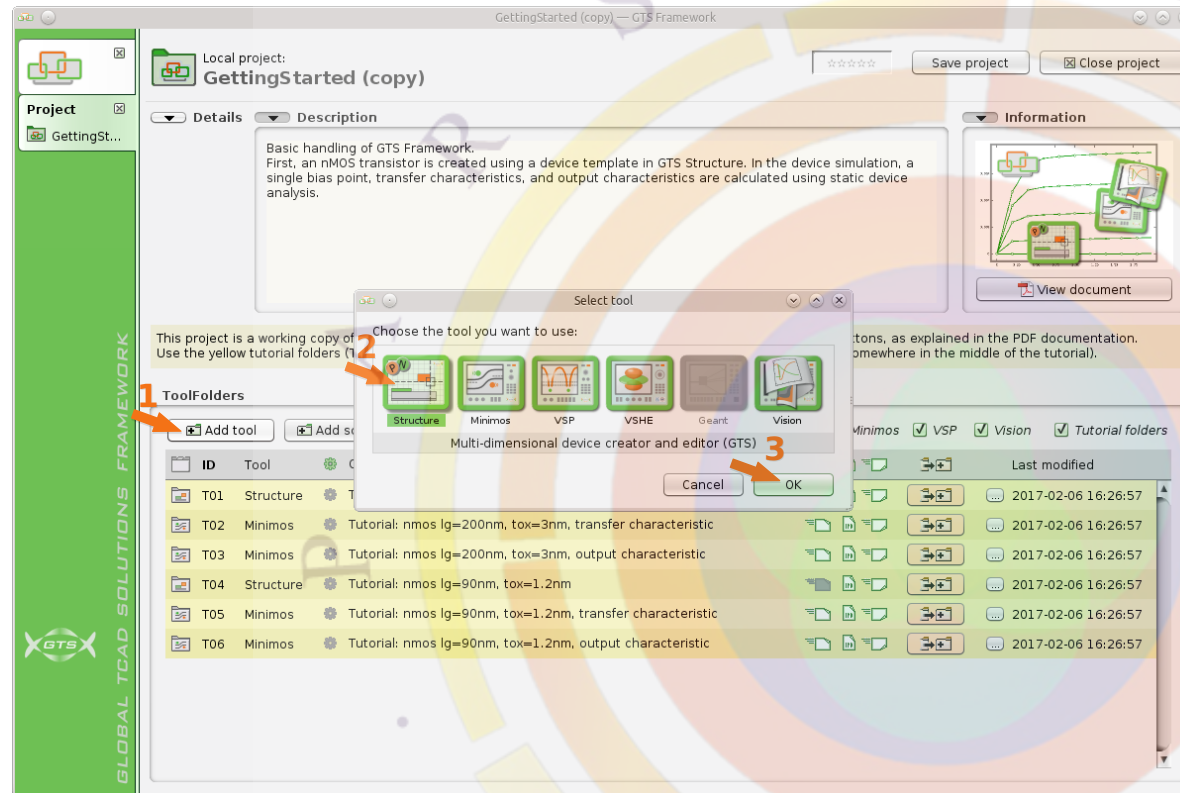 GettingStarted (copy) — GTS Framework
Local project:
GettingStarted (copy)
☆☆☆☆☆
Save project
Close project
Project
GettingSt...
Details
Description
Information
Basic handling of GTS Framework.
First, an nMOS transistor is created using a device template in GTS Structure. In the device simulation, a
single bias point, transfer characteristics, and output characteristics are calculated using static device
analysis.
View document
This project is a working copy of
tons, as explained in the PDF documentation.
Use the yellow tutorial folders (T
omewhere in the middle of the tutorial).
Select tool
Choose the tool you want to use:
2
Structure Minimos VSP VSHE Geant Vision
Multi-dimensional device creator and editor (GTS)
3
Cancel OK
ToolFolders
1
Add tool
Add sc
Minimos VSP Vision Tutorial folders
ID Tool Last modified
T01 Structure T 2017-02-06 16:26:57
T02 Minimos Tutorial: nmos lg=200nm, tox=3nm, transfer characteristic 2017-02-06 16:26:57
T03 Minimos Tutorial: nmos lg=200nm, tox=3nm, output characteristic 2017-02-06 16:26:57
T04 Structure Tutorial: nmos lg=90nm, tox=1.2nm 2017-02-06 16:26:57
T05 Minimos Tutorial: nmos lg=90nm, tox=1.2nm, transfer characteristic 2017-02-06 16:26:57
T06 Minimos Tutorial: nmos lg=90nm, tox=1.2nm, output characteristic 2017-02-06 16:26:57
GTS
GLOBAL TCAD SOLUTIONS FRAMEWORK